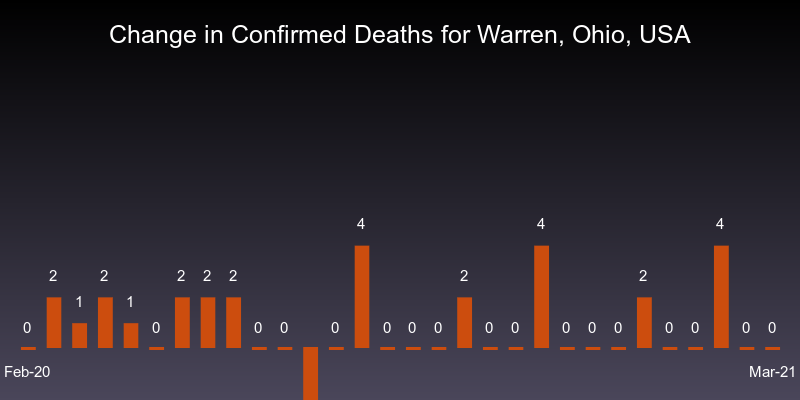 Change in Confirmed Deaths for Warren, Ohio, USA
0 2 1 2 1 0 2 2 2 0 0 0 4 0 0 0 2 0 0 4 0 0 0 2 0 0 4 0 0
Feb-20 Mar-21